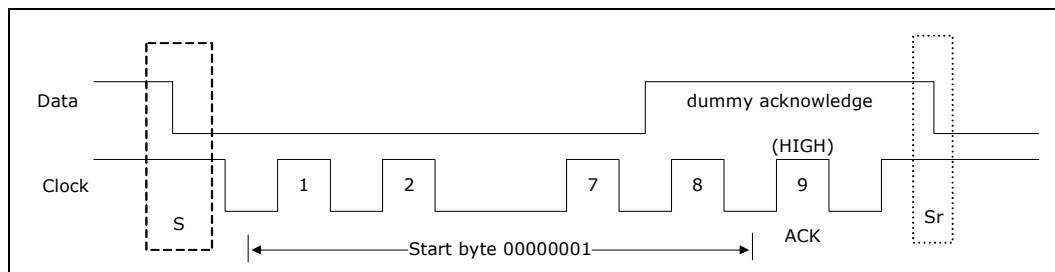 Data
dummy acknowledge
(HIGH)
Clock
1 2 7 8 9
S
Sr
ACK
Start byte 00000001